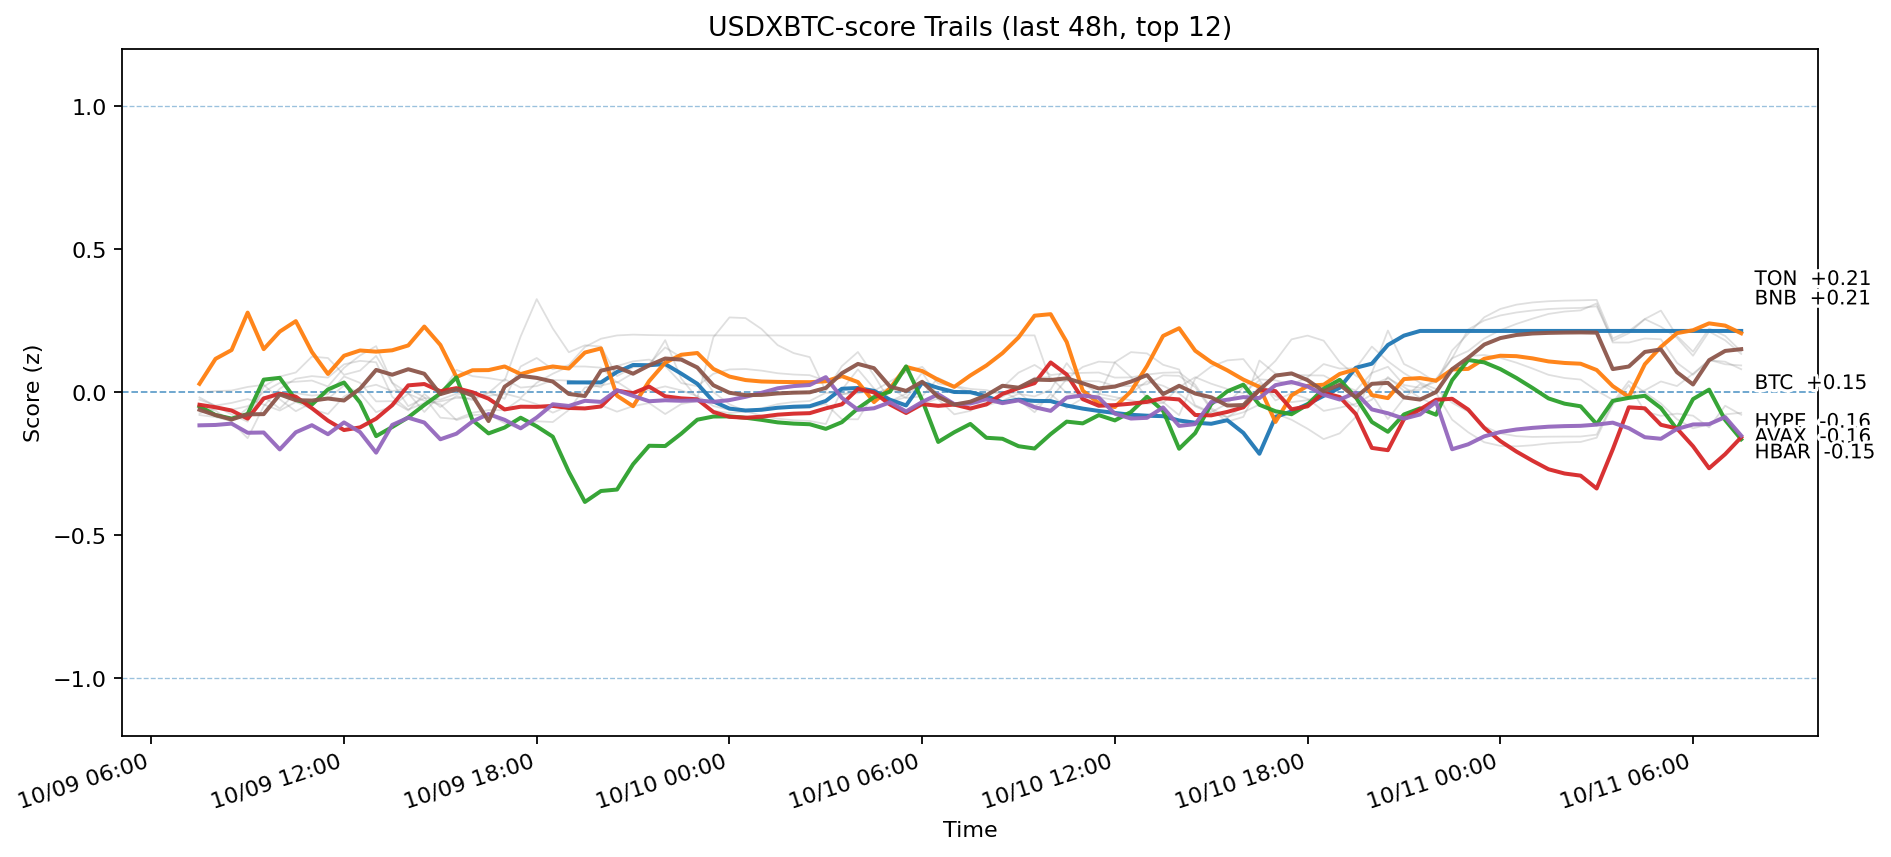 USDXBTC-score Trails (last 48h, top 12)
Score (z)
1.0
0.5
0.0
−0.5
−1.0
TON +0.21
BNB +0.21
BTC +0.15
HYPE -0.16
AVAX -0.16
HBAR -0.15
10/09 06:00
10/09 12:00
10/09 18:00
10/10 00:00
10/10 06:00
10/10 12:00
10/10 18:00
10/11 00:00
10/11 06:00
Time